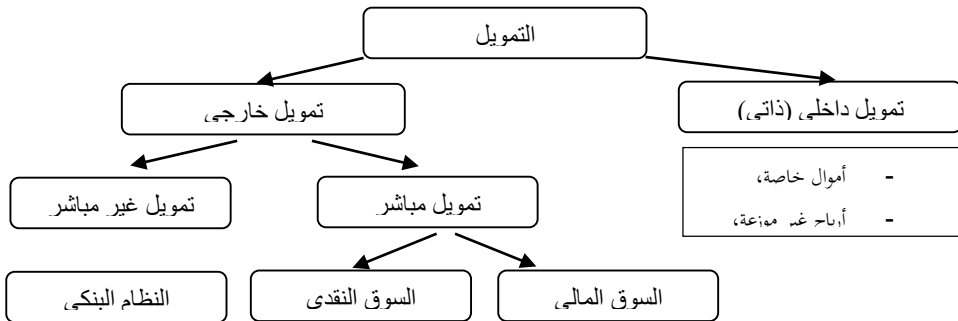 التمويل
تمويل داخلي (ذاتي)
تمويل خارجي
- أموال خاصة،
- أرباح غير موزعة،
تمويل مباشر
تمويل غير مباشر
السوق المالي
السوق النقدي
النظام البنكي